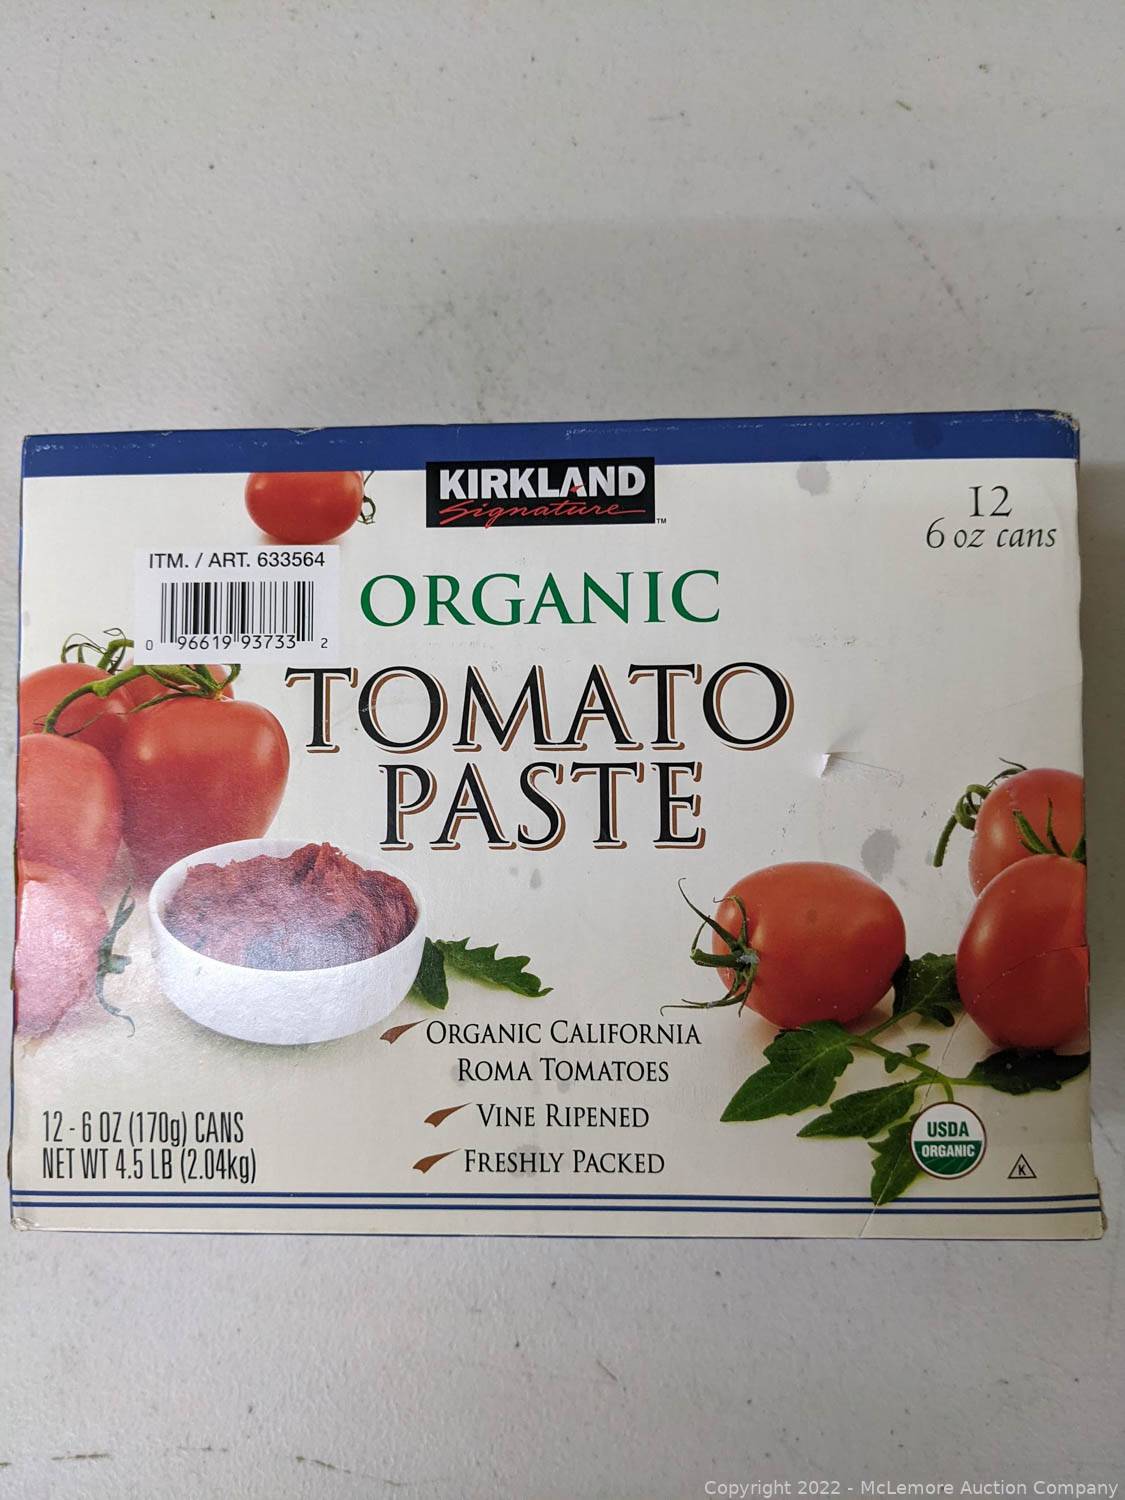 KIRKLAND
Signature™
12
6 oz cans
ITM. / ART. 633564
0 96619 93733 2
ORGANIC
TOMATO
PASTE
ORGANIC CALIFORNIA
ROMA TOMATOES
VINE RIPENED
FRESHLY PACKED
12 - 6 OZ (170g) CANS
NET WT 4.5 LB (2.04kg)
USDA
ORGANIC
K
Copyright 2022 - McLemore Auction Company